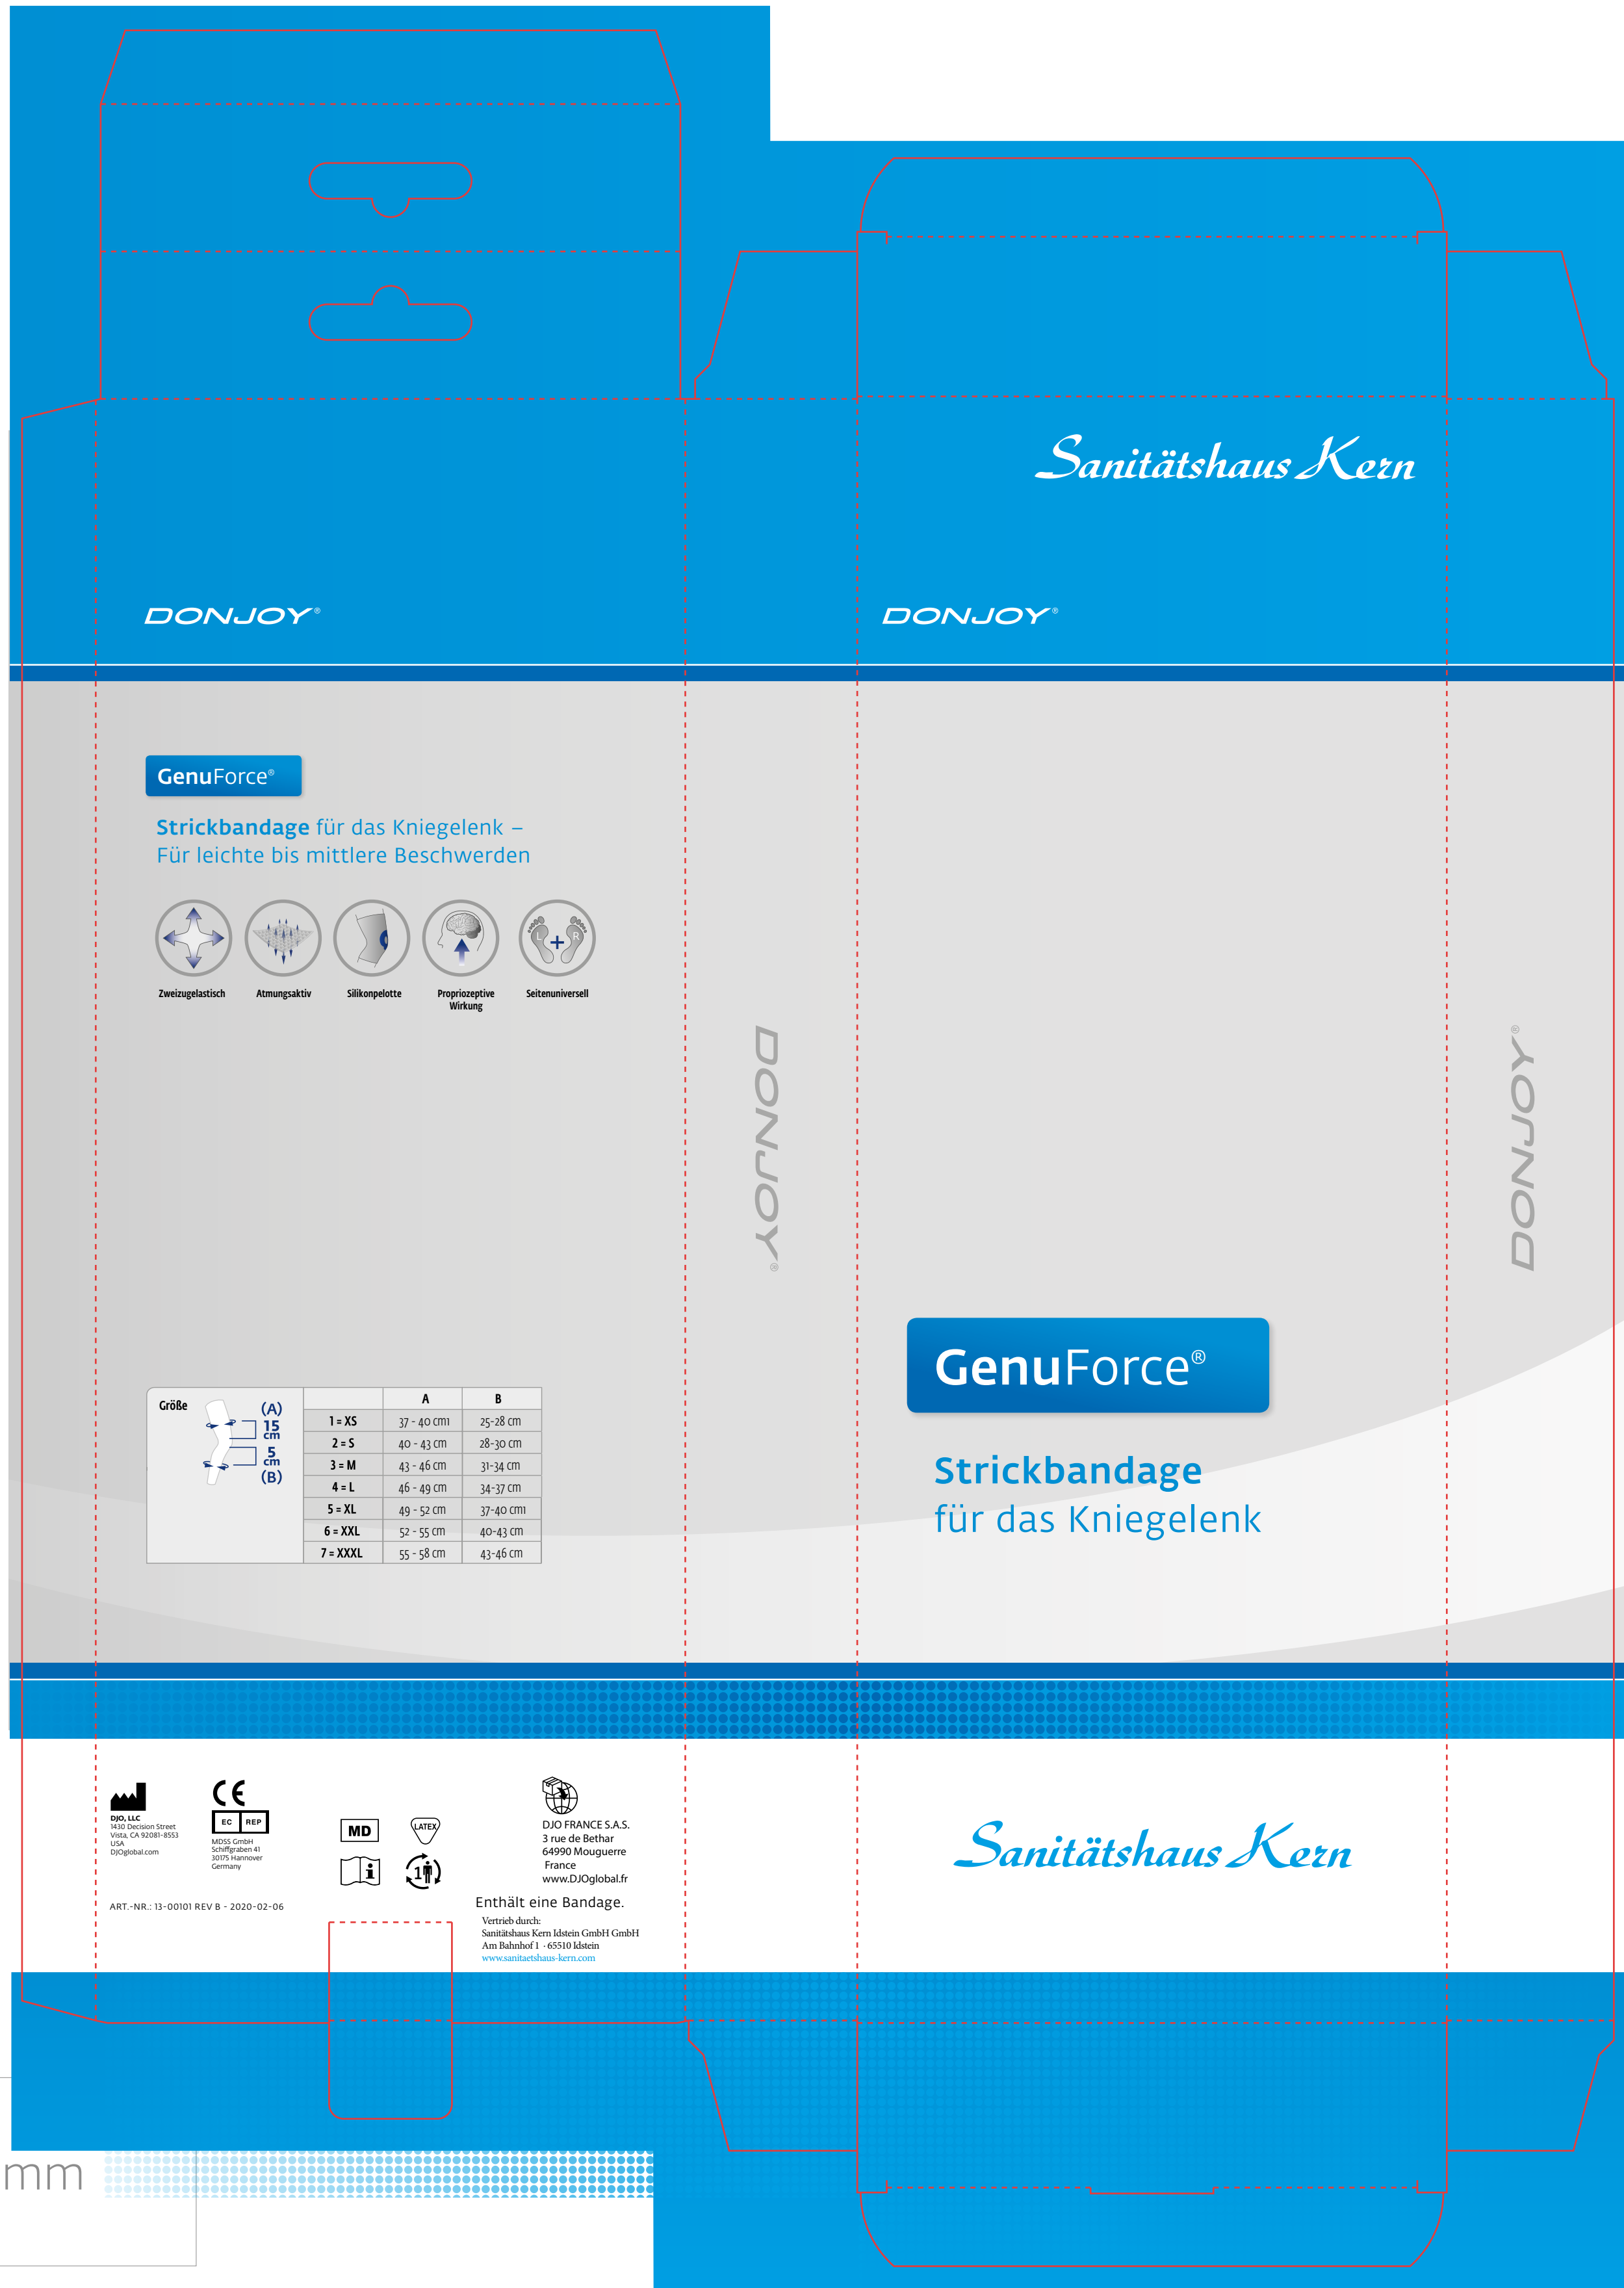 Sanitätshaus Kern
DONJOY®
DONJOY®
GenuForce®
Strickbandage für das Kniegelenk –
Für leichte bis mittlere Beschwerden
L + R
Zweizugelastisch
Atmungsaktiv
Silikonpelotte
Propriozeptive
Wirkung
Seitenuniversell
DONJOY®
DONJOY®
GenuForce®
Strickbandage
für das Kniegelenk
Größe
(A)
15
cm
5
cm
(B)
A B
1 = XS 37 - 40 cm1 25-28 cm
2 = S 40 - 43 cm 28-30 cm
3 = M 43 - 46 cm 31-34 cm
4 = L 46 - 49 cm 34-37 cm
5 = XL 49 - 52 cm 37-40 cm1
6 = XXL 52 - 55 cm 40-43 cm
7 = XXXL 55 - 58 cm 43-46 cm
DJO, LLC
1430 Decision Street
Vista, CA 92081-8553
USA
DJOglobal.com
CE
EC REP
MDSS GmbH
Schiffgraben 41
30175 Hannover
Germany
MD
LATEX
i
1
DJO FRANCE S.A.S.
3 rue de Bethar
64990 Mouguerre
France
www.DJOglobal.fr
ART.-NR.: 13-00101 REV B - 2020-02-06
Enthält eine Bandage.
Vertrieb durch:
Sanitätshaus Kern Idstein GmbH GmbH
Am Bahnhof 1 · 65510 Idstein
www.sanitaetshaus-kern.com
Sanitätshaus Kern
mm